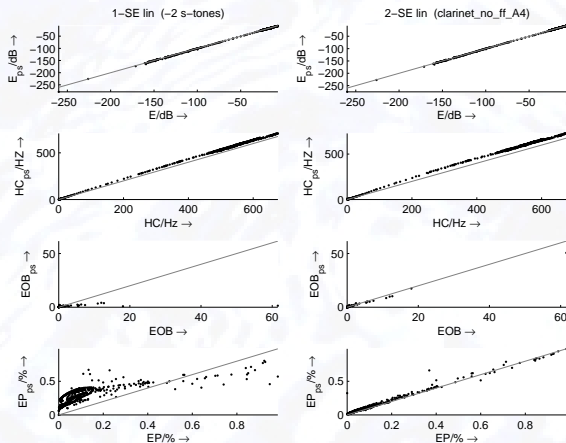 1-SE lin (-2 s-tones)
2-SE lin (clarinet_no_ff_A4)
E_ps/dB →
-50
-100
-150
-200
-250
-250 -200 -150 -100 -50
E/dB →
E_ps/dB →
-50
-100
-150
-200
-250
-250 -200 -150 -100 -50
E/dB →
HC_ps/HZ →
500
0
0 200 400 600
HC/Hz →
HC_ps/HZ →
500
0
0 200 400 600
HC/Hz →
EOB_ps →
50
0
0 20 40 60
EOB →
EOB_ps →
50
0
0 20 40 60
EOB →
EP_ps/% →
0.5
0
0 0.2 0.4 0.6 0.8
EP/% →
EP_ps/% →
0.5
0
0 0.2 0.4 0.6 0.8
EP/% →